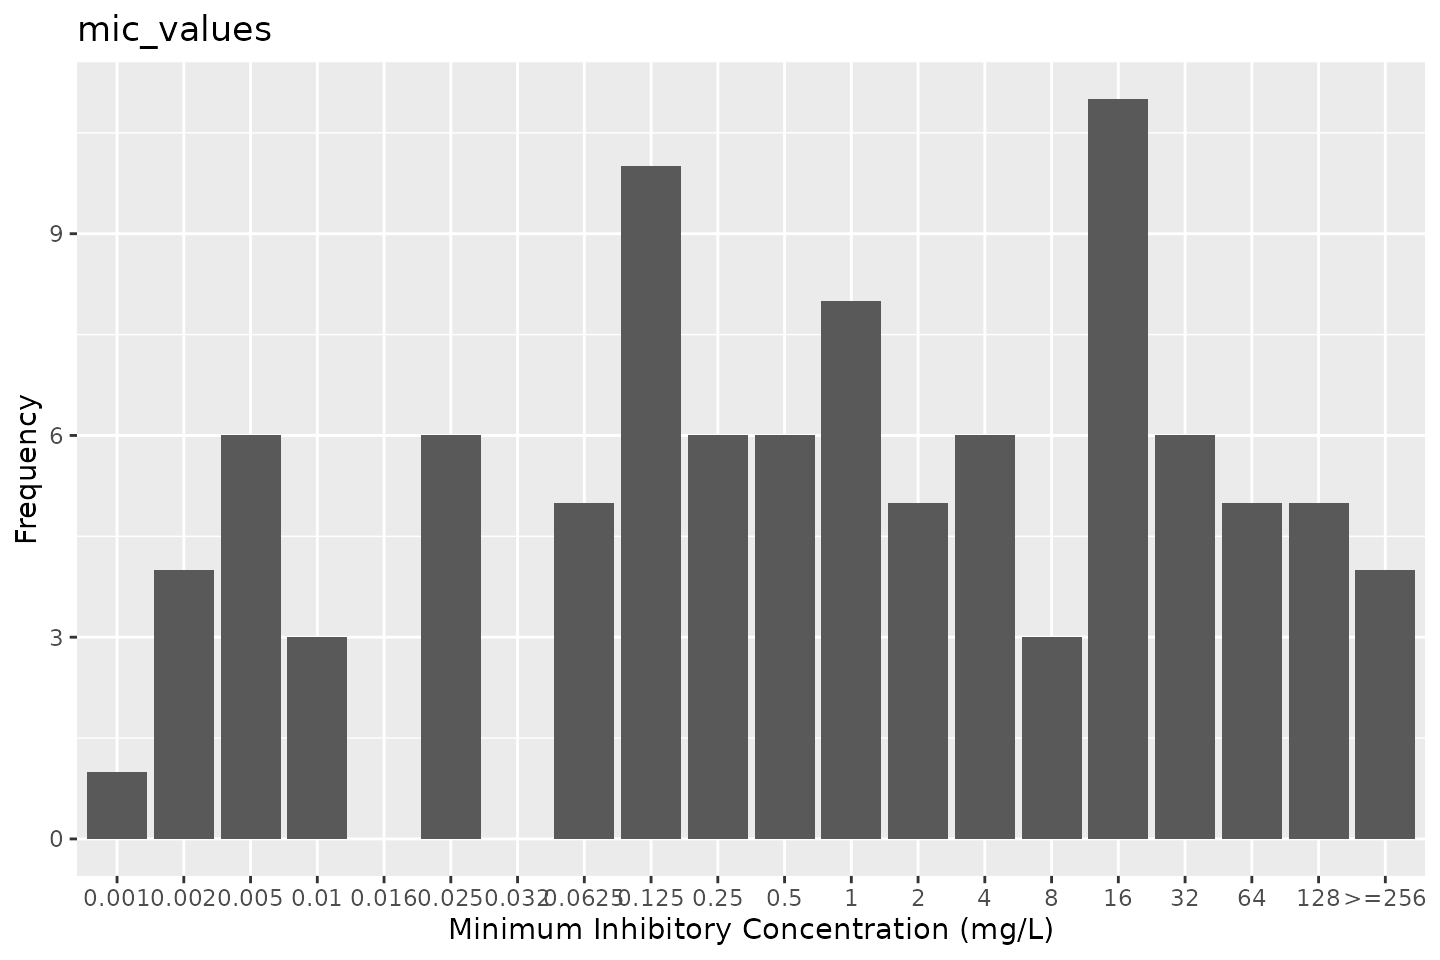 mic_values
Frequency
9
6
3
0
0.001 0.002 0.005 0.01 0.016 0.025 0.032 0.0625 0.125 0.25 0.5 1 2 4 8 16 32 64 128 >=256
Minimum Inhibitory Concentration (mg/L)